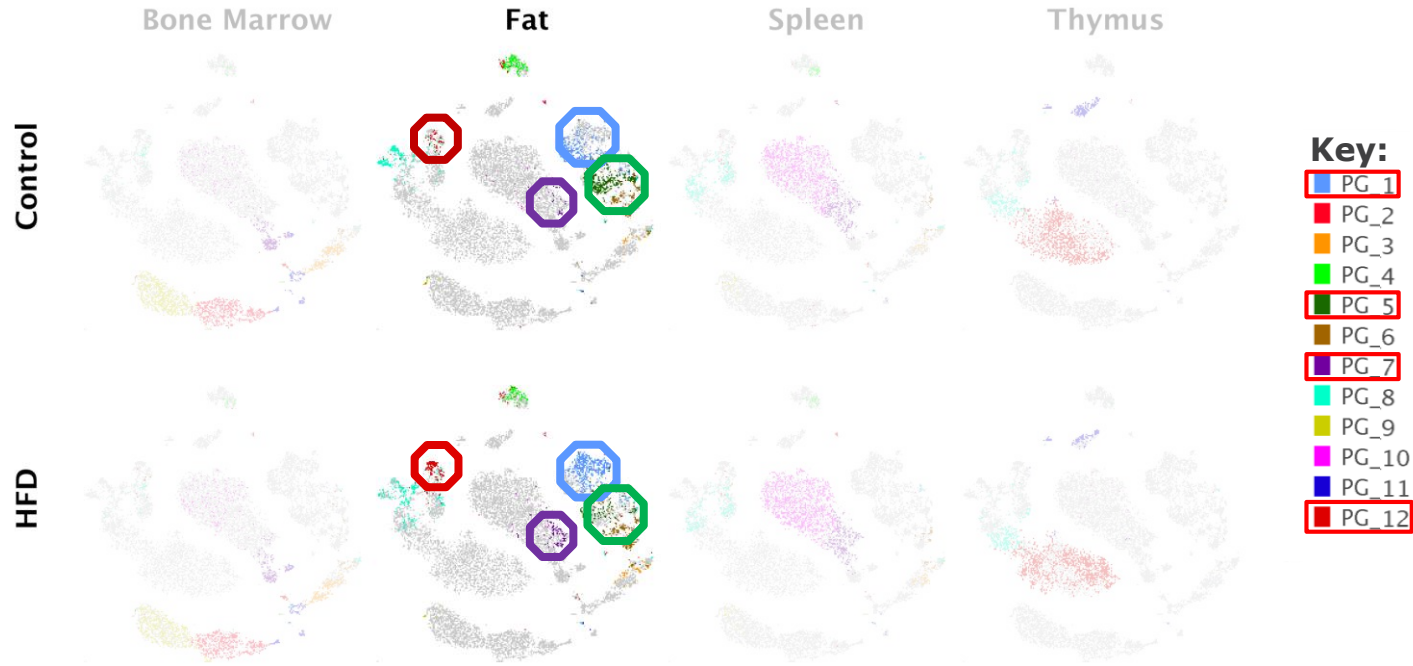 Bone Marrow
Fat
Spleen
Thymus
Control
HFD
Key:
PG_1
PG_2
PG_3
PG_4
PG_5
PG_6
PG_7
PG_8
PG_9
PG_10
PG_11
PG_12